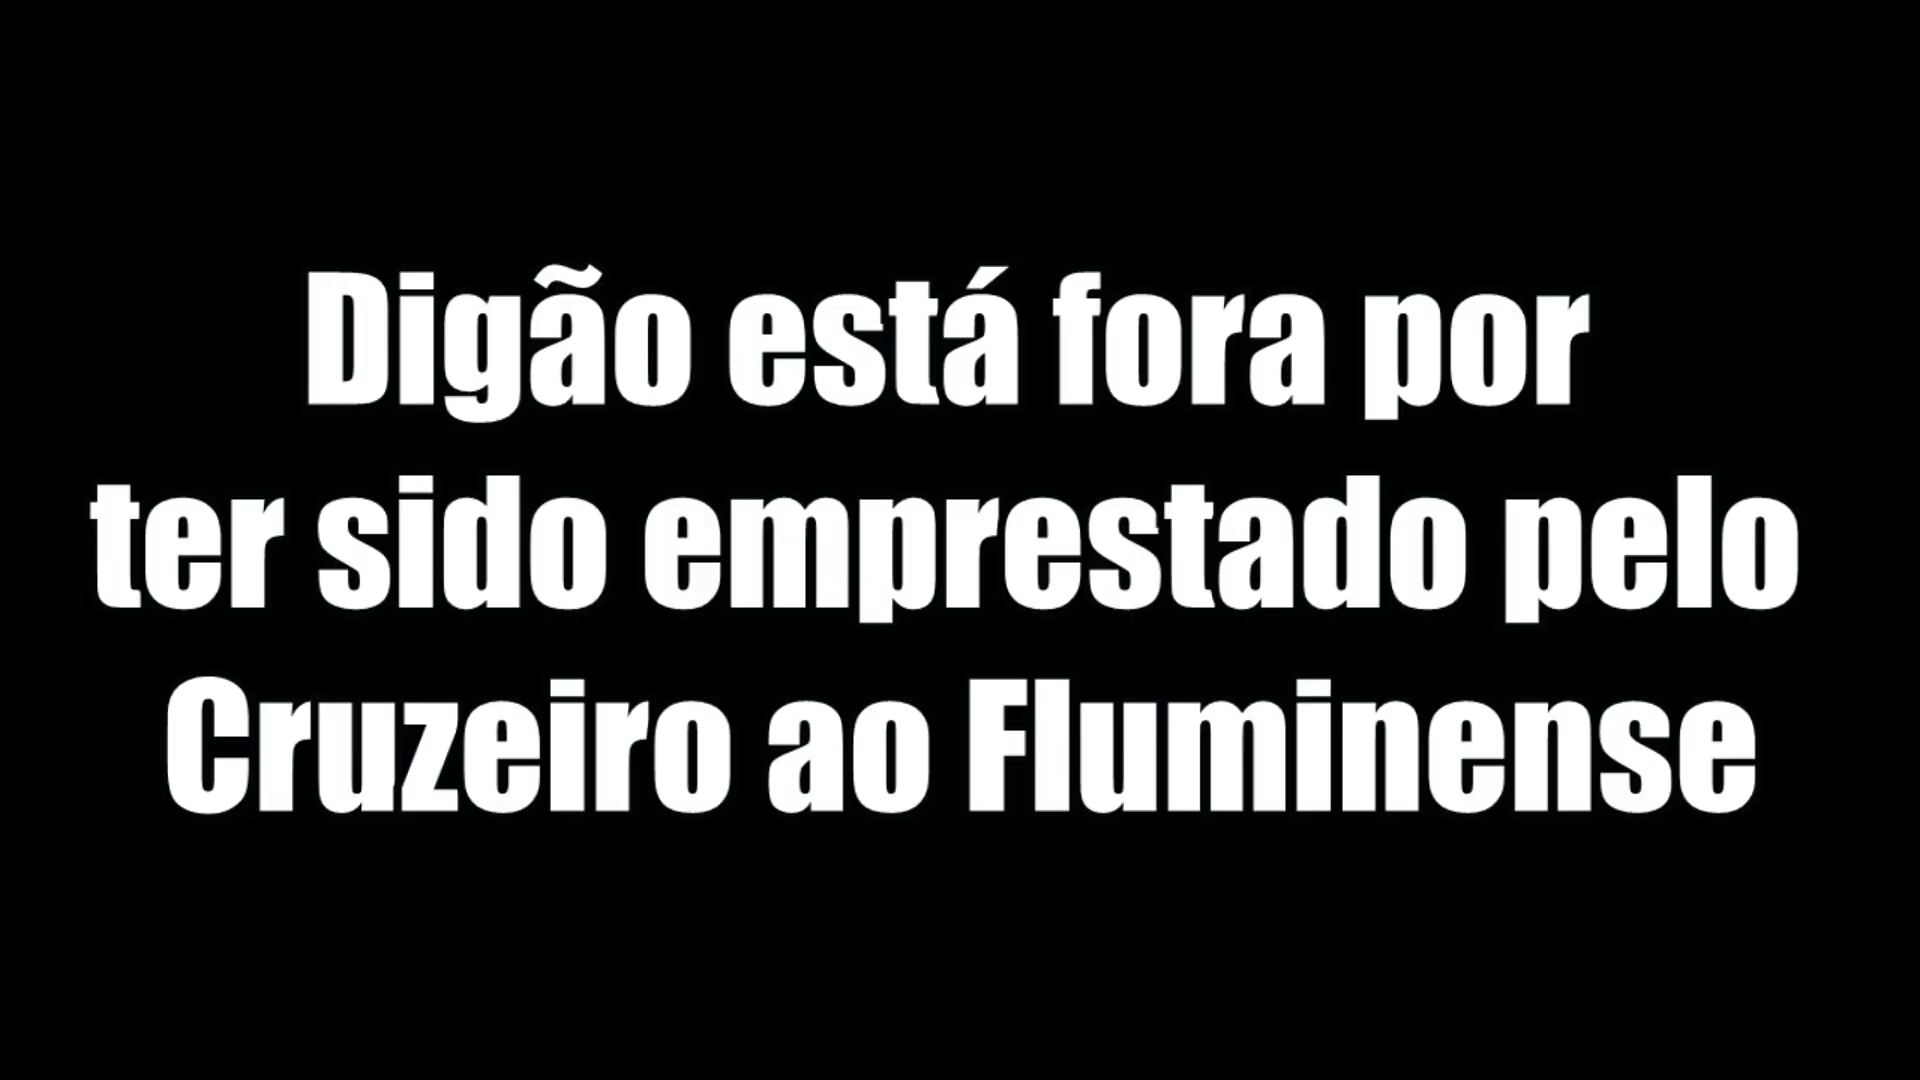 Digão está fora por
ter sido emprestado pelo
Cruzeiro ao Fluminense